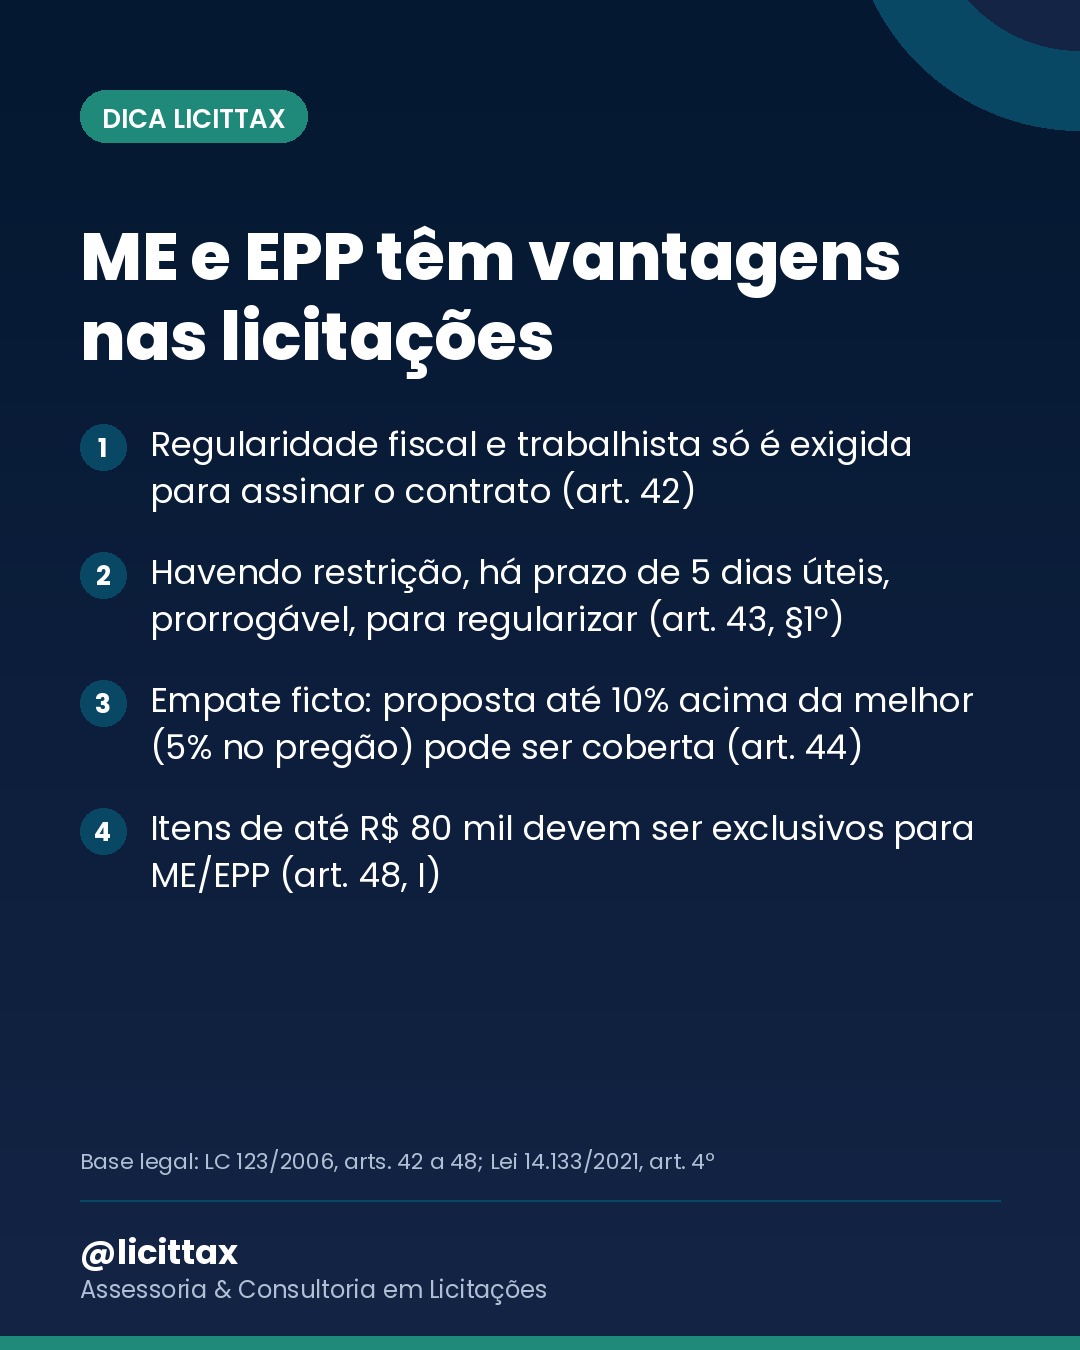 DICA LICITTAX
ME e EPP têm vantagens
nas licitações
1 Regularidade fiscal e trabalhista só é exigida
para assinar o contrato (art. 42)
2 Havendo restrição, há prazo de 5 dias úteis,
prorrogável, para regularizar (art. 43, §1º)
3 Empate ficto: proposta até 10% acima da melhor
(5% no pregão) pode ser coberta (art. 44)
4 Itens de até R$ 80 mil devem ser exclusivos para
ME/EPP (art. 48, I)
Base legal: LC 123/2006, arts. 42 a 48; Lei 14.133/2021, art. 4º
@licittax
Assessoria & Consultoria em Licitações